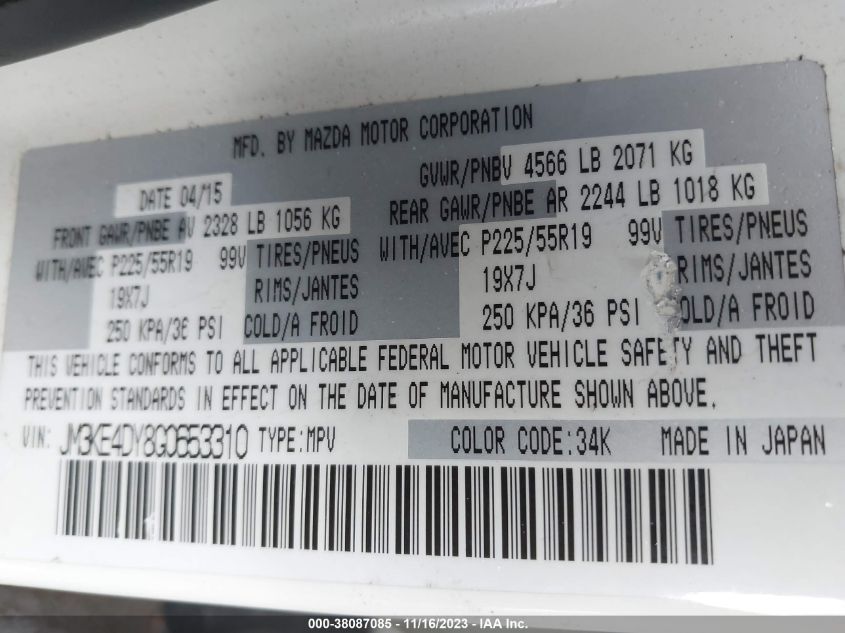 MFD. BY MAZDA MOTOR CORPORATION
DATE 04/15 GVWR/PNBV 4566 LB 2071 KG
FRONT GAWR/PNBE AV 2328 LB 1056 KG REAR GAWR/PNBE AR 2244 LB 1018 KG
WITH/AVEC P225/55R19 99V TIRES/PNEUS WITH/AVEC P225/55R19 99V TIRES/PNEUS
19X7J RIMS/JANTES 19X7J RIMS/JANTES
250 KPA/36 PSI COLD/A FROID 250 KPA/36 PSI OLD/A FROID
THIS VEHICLE CONFORMS TO ALL APPLICABLE FEDERAL MOTOR VEHICLE SAFETY AND THEFT
PREVENTION STANDARDS IN EFFECT ON THE DATE OF MANUFACTURE SHOWN ABOVE.
VIN: JM3KE4DY8G0653310 TYPE:MPV COLOR CODE:34K MADE IN JAPAN
000-38087085 - 11/16/2023 - IAA Inc.